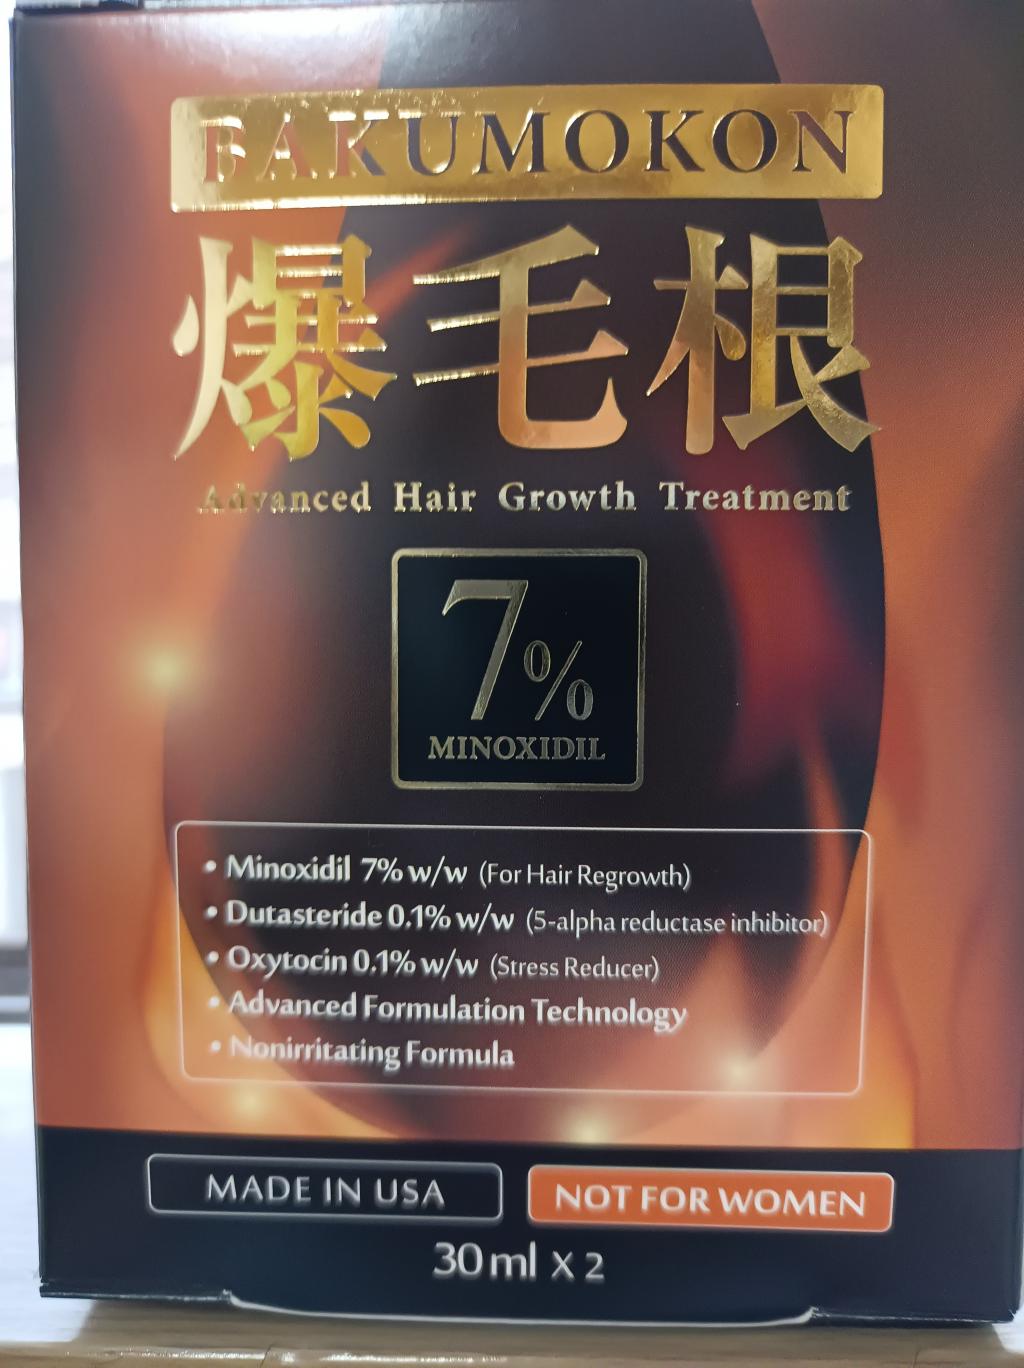 BAKUMOKON
爆毛根
Advanced Hair Growth Treatment
7%
MINOXIDIL
• Minoxidil 7% w/w (For Hair Regrowth)
• Dutasteride 0.1% w/w (5-alpha reductase inhibitor)
• Oxytocin 0.1% w/w (Stress Reducer)
• Advanced Formulation Technology
• Nonirritating Formula
MADE IN USA
NOT FOR WOMEN
30ml x 2